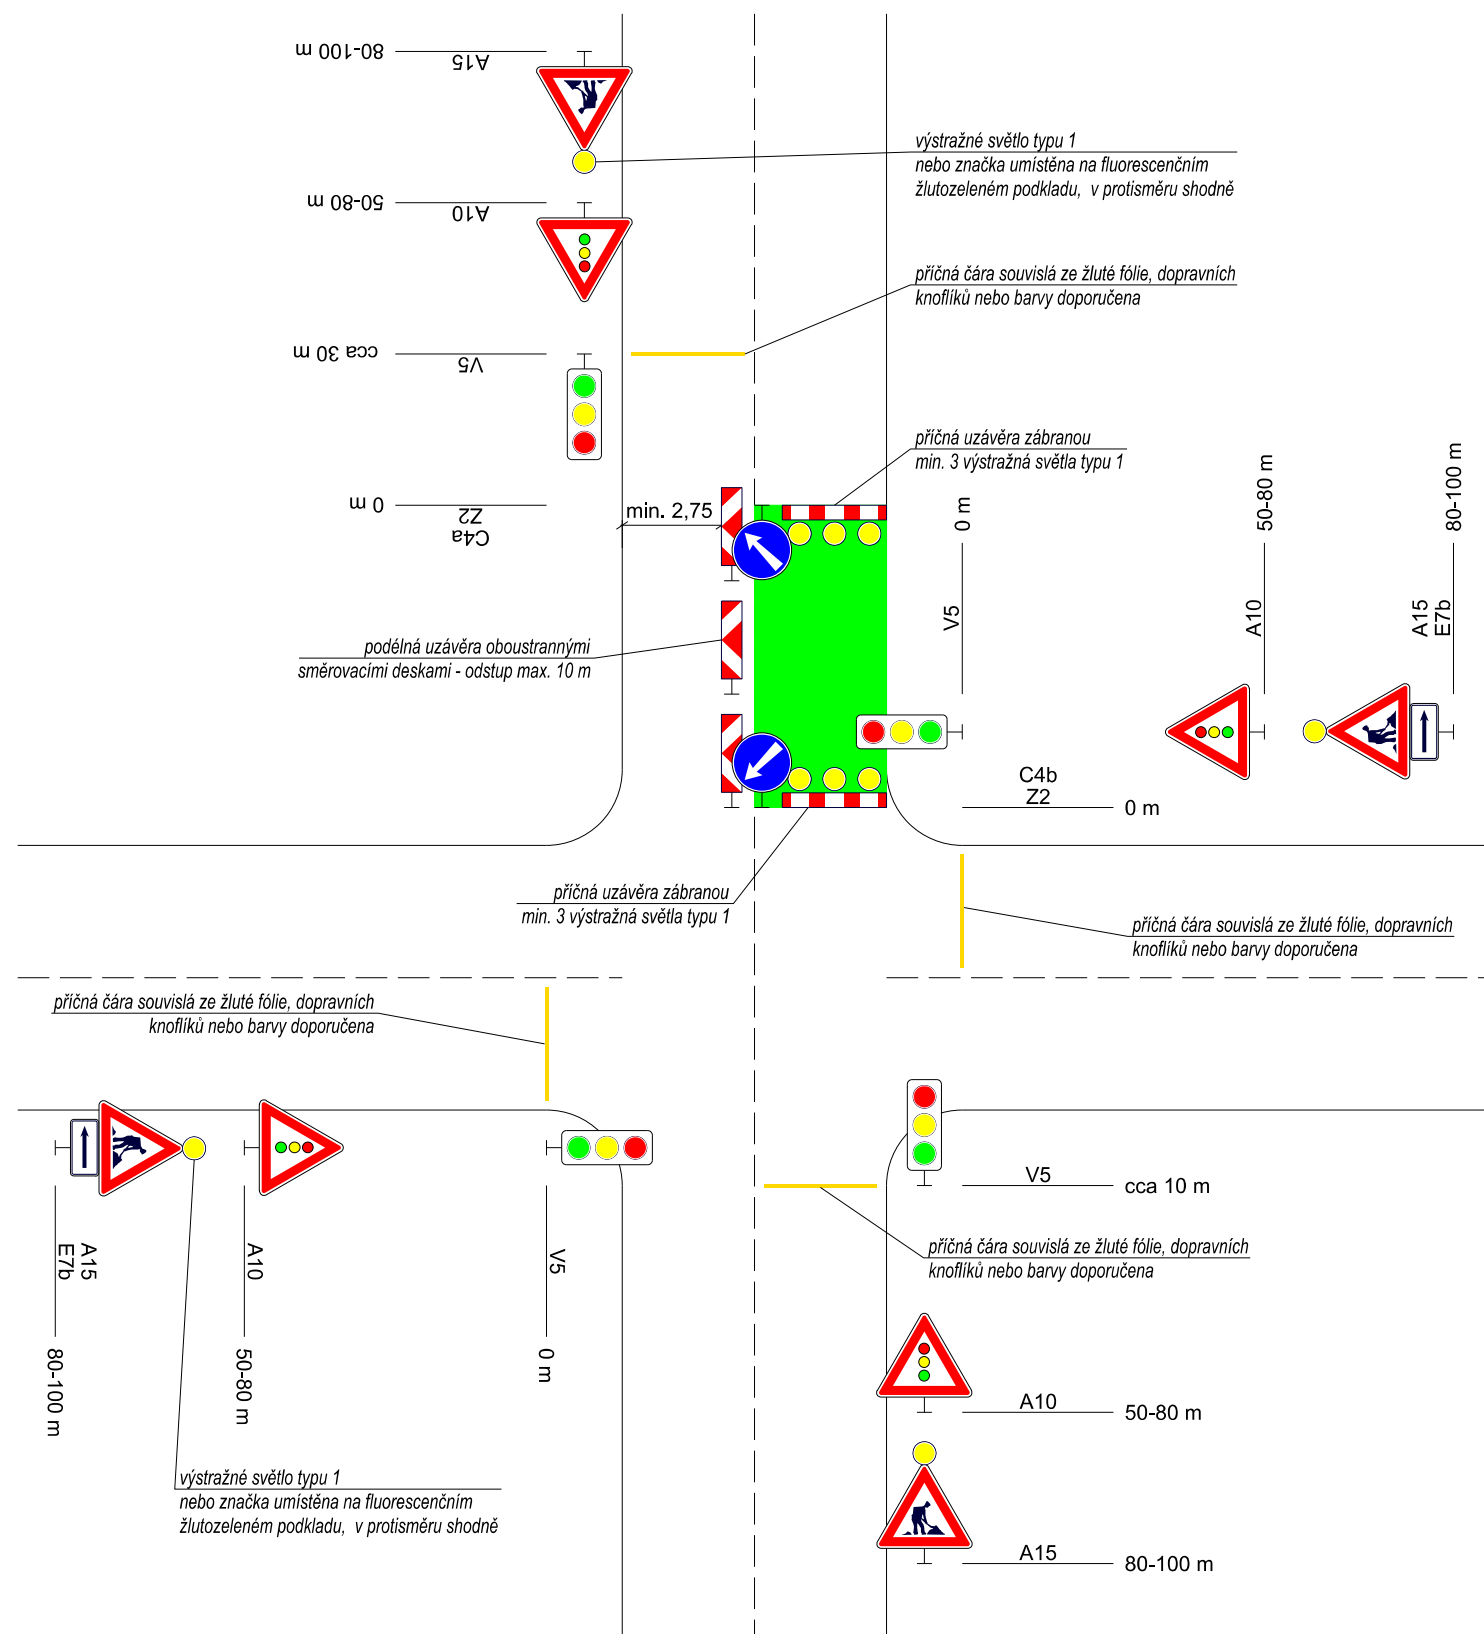 80-100 m
A15
výstražné světlo typu 1
nebo značka umístěna na fluorescenčním
žlutozeleném podkladu, v protisměru shodně
50-80 m
A10
příčná čára souvislá ze žluté fólie, dopravních
knoflíků nebo barvy doporučena
cca 30 m
V5
příčná uzávěra zábranou
min. 3 výstražná světla typu 1
0 m
Z2
C4a
min. 2,75
0 m
V5
50-80 m
A10
80-100 m
A15
E7b
podélná uzávěra oboustrannými
směrovacími deskami - odstup max. 10 m
C4b
Z2
0 m
příčná uzávěra zábranou
min. 3 výstražná světla typu 1
příčná čára souvislá ze žluté fólie, dopravních
knoflíků nebo barvy doporučena
příčná čára souvislá ze žluté fólie, dopravních
knoflíků nebo barvy doporučena
V5
cca 10 m
příčná čára souvislá ze žluté fólie, dopravních
knoflíků nebo barvy doporučena
A15
E7b
80-100 m
A10
50-80 m
V5
0 m
A10
50-80 m
výstražné světlo typu 1
nebo značka umístěna na fluorescenčním
žlutozeleném podkladu, v protisměru shodně
A15
80-100 m